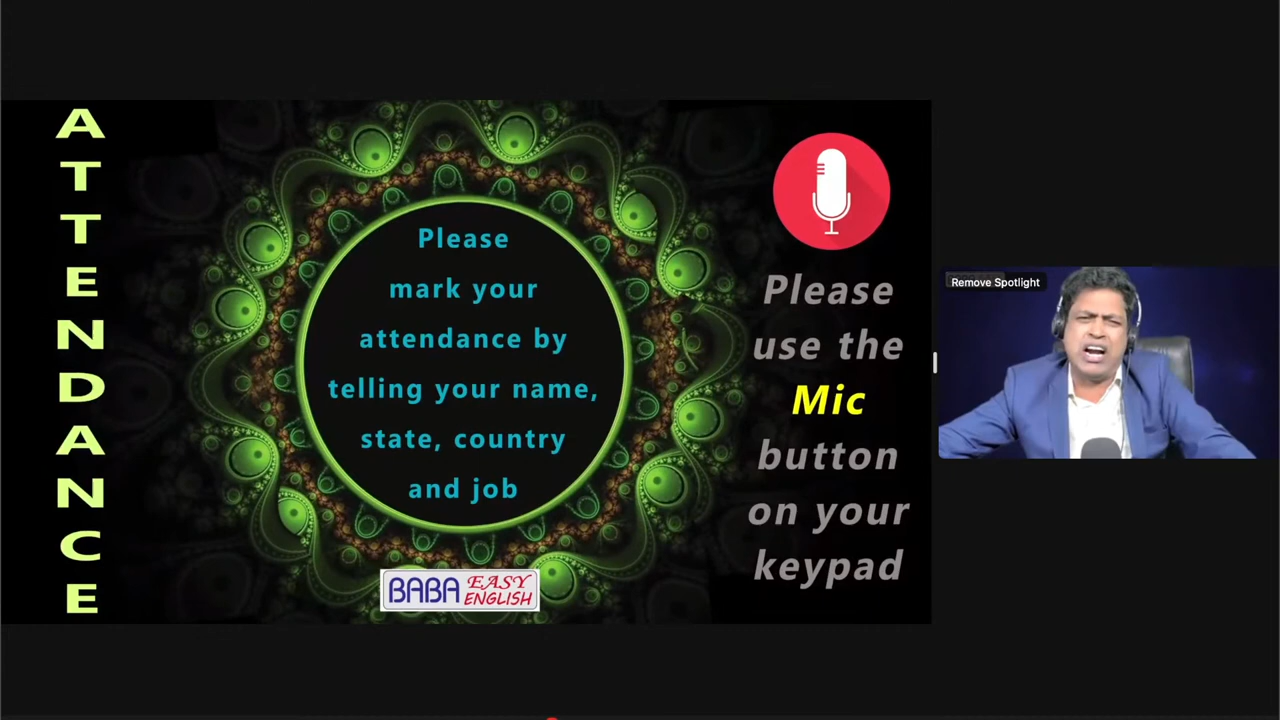 ATTENDANCE
Please
mark your
attendance by
telling your name,
state, country
and job
BABA EASY
ENGLISH
Please
use the
Mic
button
on your
keypad
Remove Spotlight